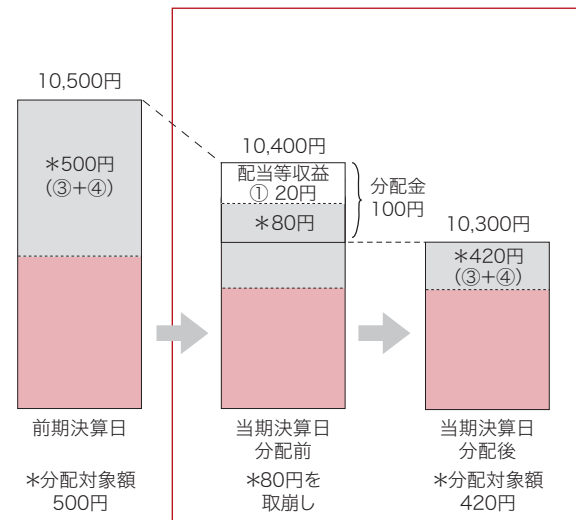 10,500円
＊500円
（③＋④）
前期決算日
＊分配対象額
500円
10,400円
配当等収益
① 20円
＊80円
分配金
100円
当期決算日
分配前
＊80円を
取崩し
10,300円
＊420円
（③＋④）
当期決算日
分配後
＊分配対象額
420円